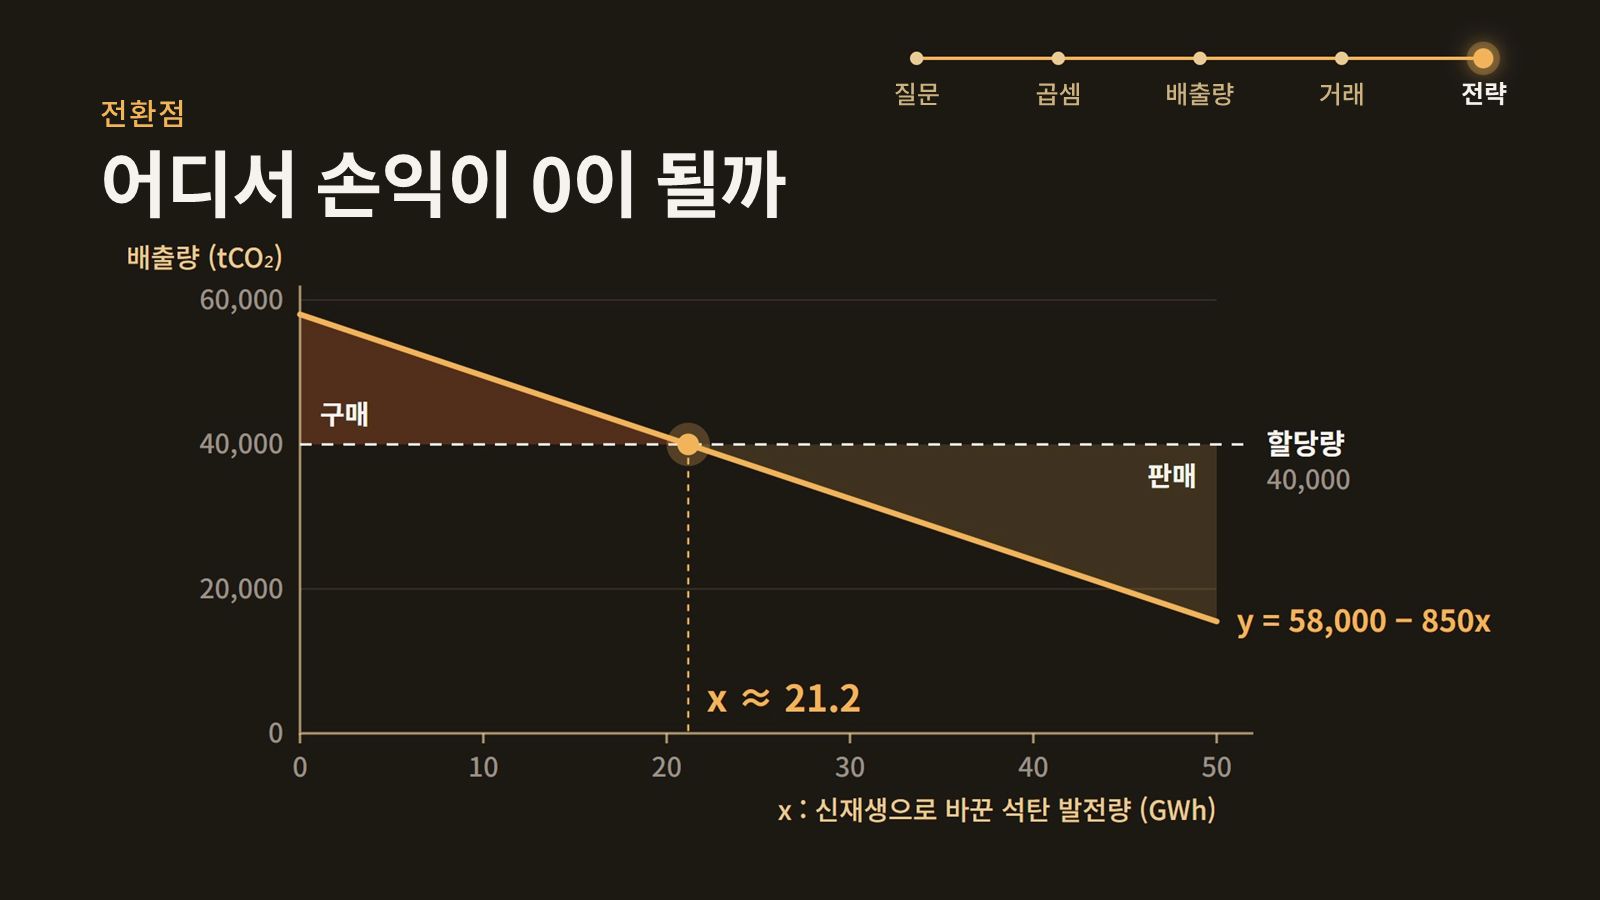 질문 곱셈 배출량 거래 전략
전환점
어디서 손익이 0이 될까
배출량 (tCO₂)
60,000
구매
40,000
할당량
40,000
판매
20,000
y = 58,000 − 850x
x ≈ 21.2
0
0 10 20 30 40 50
x : 신재생으로 바꾼 석탄 발전량 (GWh)